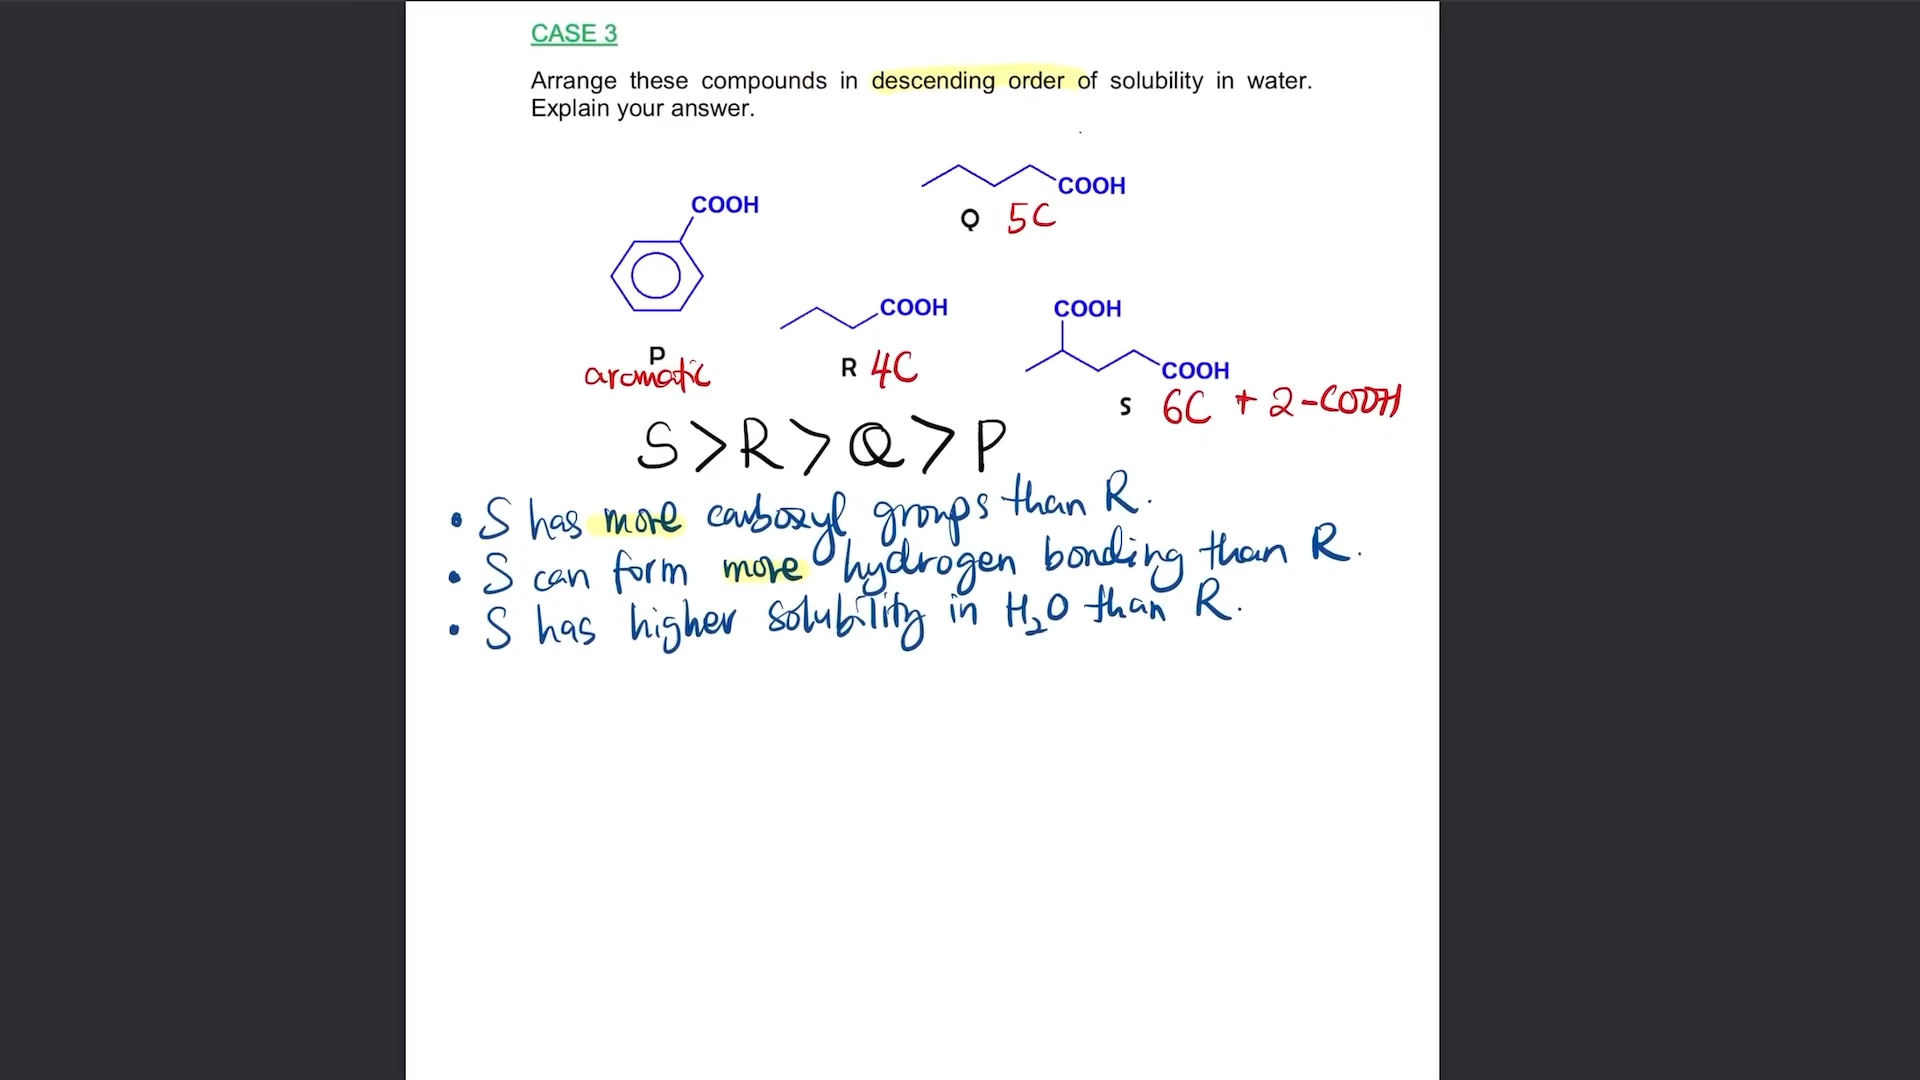 CASE 3
Arrange these compounds in descending order of solubility in water.
Explain your answer.
COOH
Q 5C
COOH
P
aromatic
COOH
R 4C
COOH
COOH
S 6C + 2-COOH
S > R > Q > P
• S has more carboxyl groups than R.
• S can form more hydrogen bonding than R.
• S has higher solubility in H₂O than R.